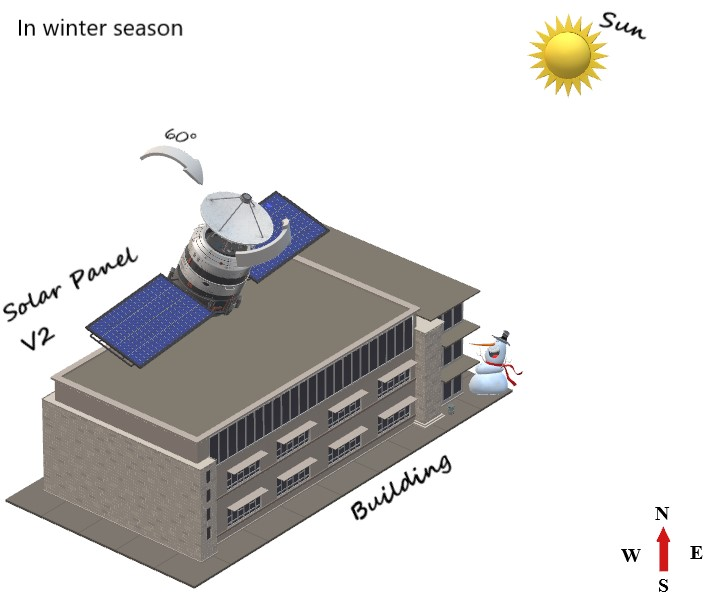 In winter season
Sun
60°
Solar Panel
V2
Building
N
W E
S